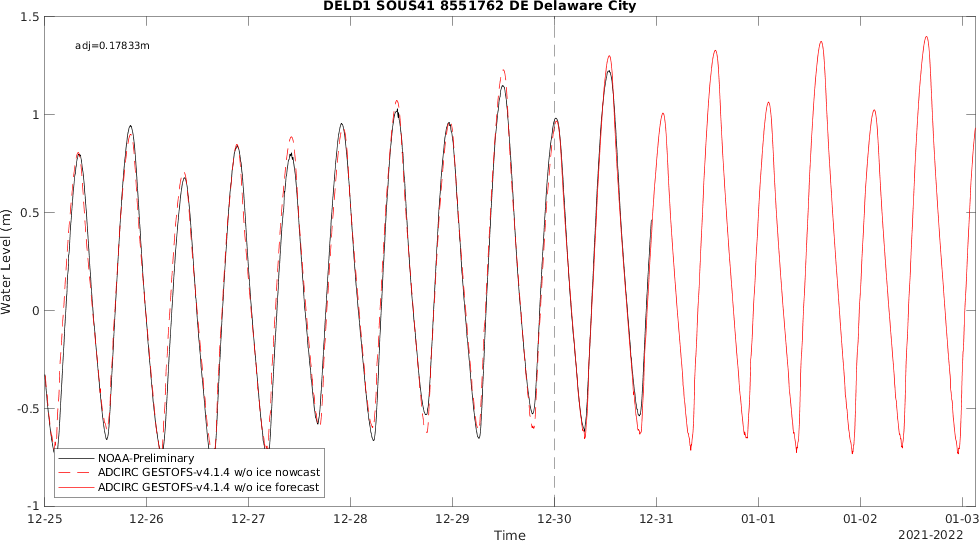 DELD1 SOUS41 8551762 DE Delaware City
adj=0.17833m
1.5
1
0.5
0
-0.5
-1
Water Level (m)
NOAA-Preliminary
ADCIRC GESTOFS-v4.1.4 w/o ice nowcast
ADCIRC GESTOFS-v4.1.4 w/o ice forecast
12-25 12-26 12-27 12-28 12-29 12-30 12-31 01-01 01-02 01-03
Time
2021-2022